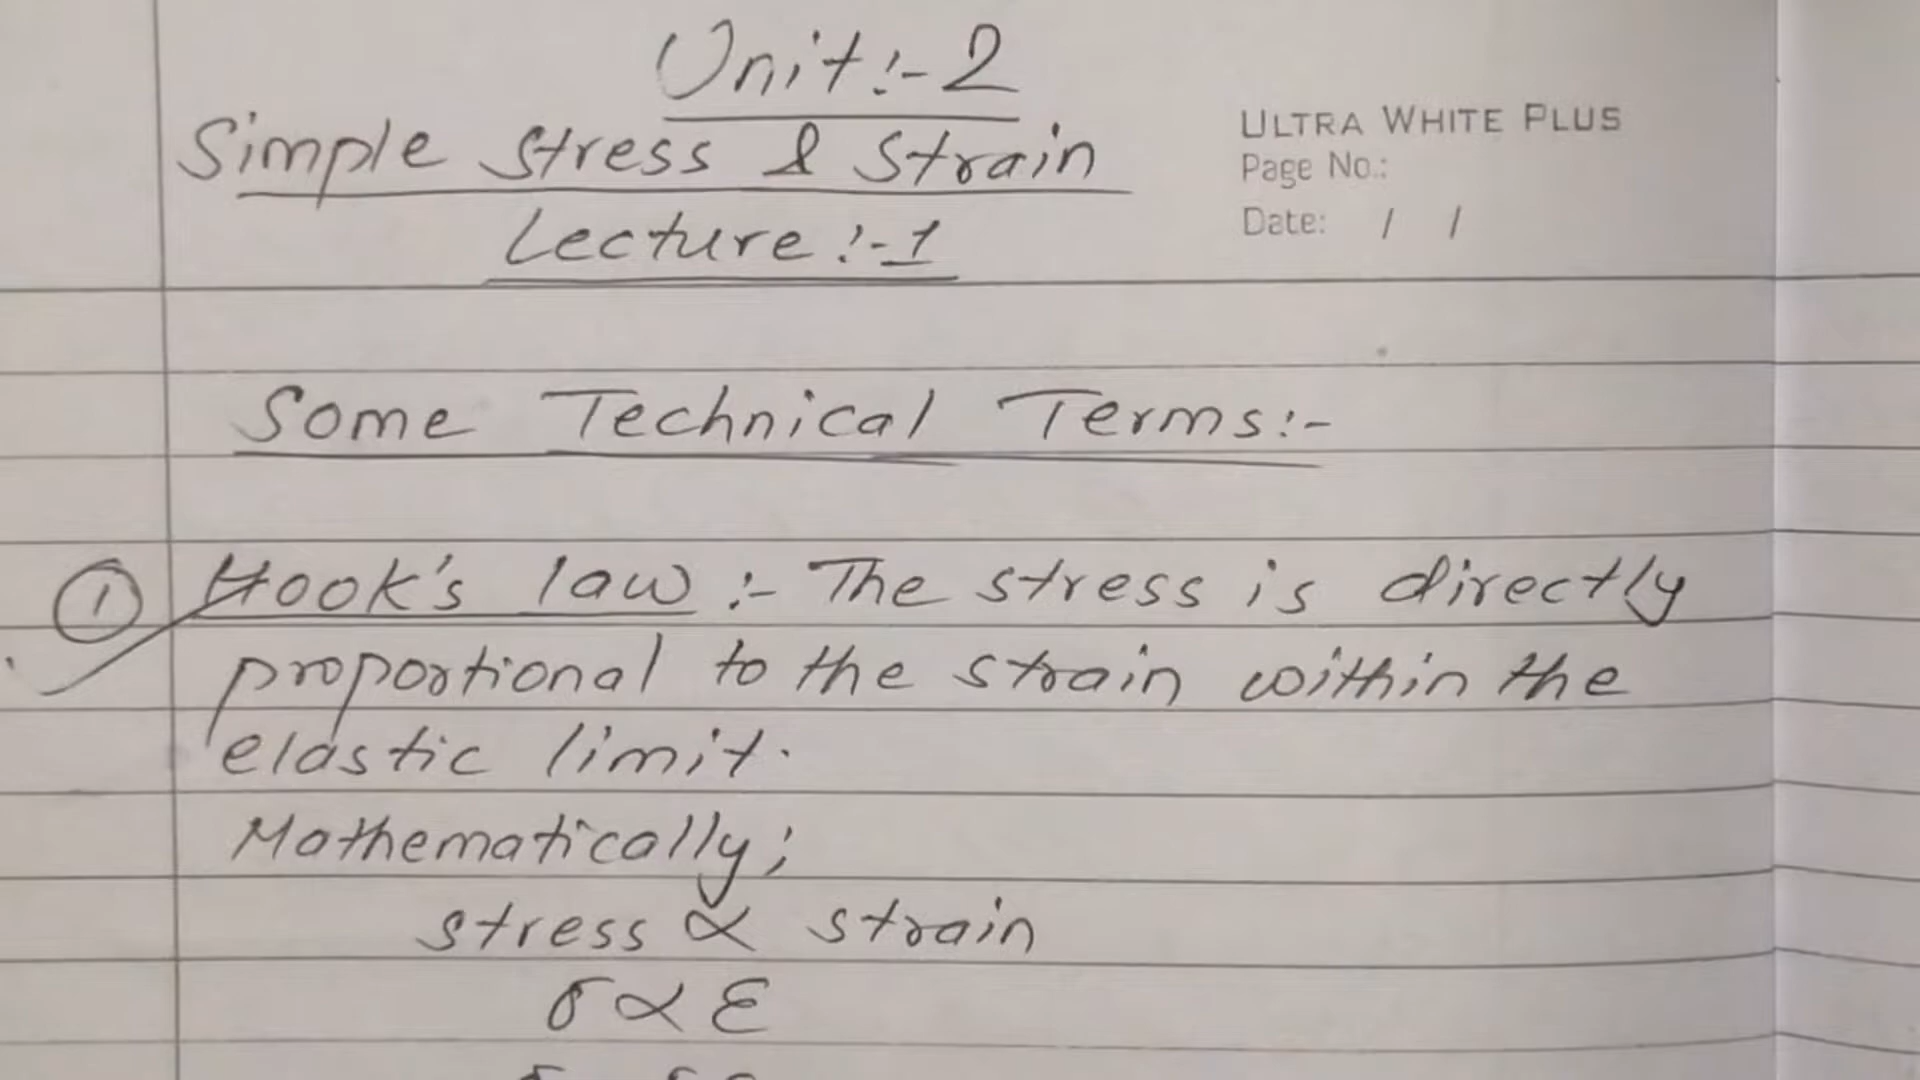 Unit:-2
Simple Stress & Strain
Lecture:-1
ULTRA WHITE PLUS
Page No.:
Date: / /
Some Technical Terms:-
① Hook's law :- The stress is directly
proportional to the strain within the
elastic limit.
Mathematically;
stress ∝ strain
σ ∝ ε